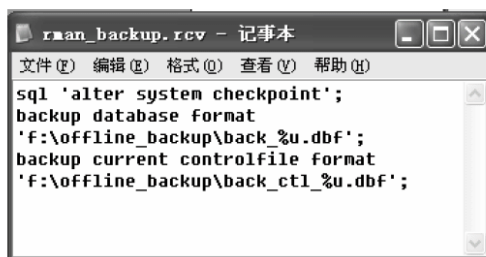 rman_backup.rcv - 记事本
文件(F) 编辑(E) 格式(O) 查看(V) 帮助(H)
sql 'alter system checkpoint';
backup database format
'f:\offline_backup\back_%u.dbf';
backup current controlfile format
'f:\offline_backup\back_ctl_%u.dbf';